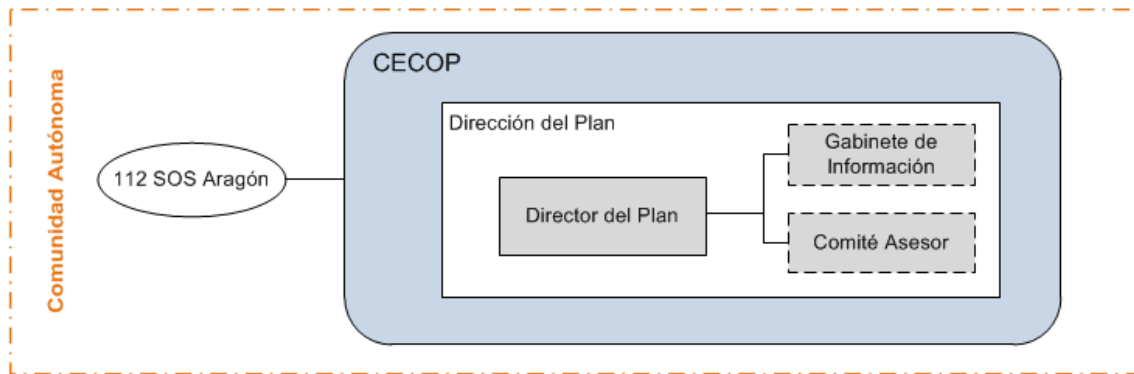 Comunidad Autónoma
112 SOS Aragón
CECOP
Dirección del Plan
Director del Plan
Gabinete de
Información
Comité Asesor